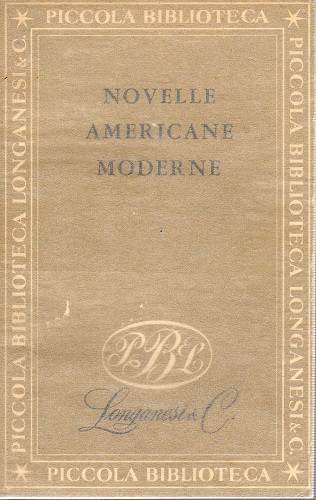 PICCOLA BIBLIOTECA
PICCOLA BIBLIOTECA LONGANESI & C.
PICCOLA BIBLIOTECA LONGANESI & C.
NOVELLE
AMERICANE
MODERNE
PBL
Longanesi & C.
PICCOLA BIBLIOTECA